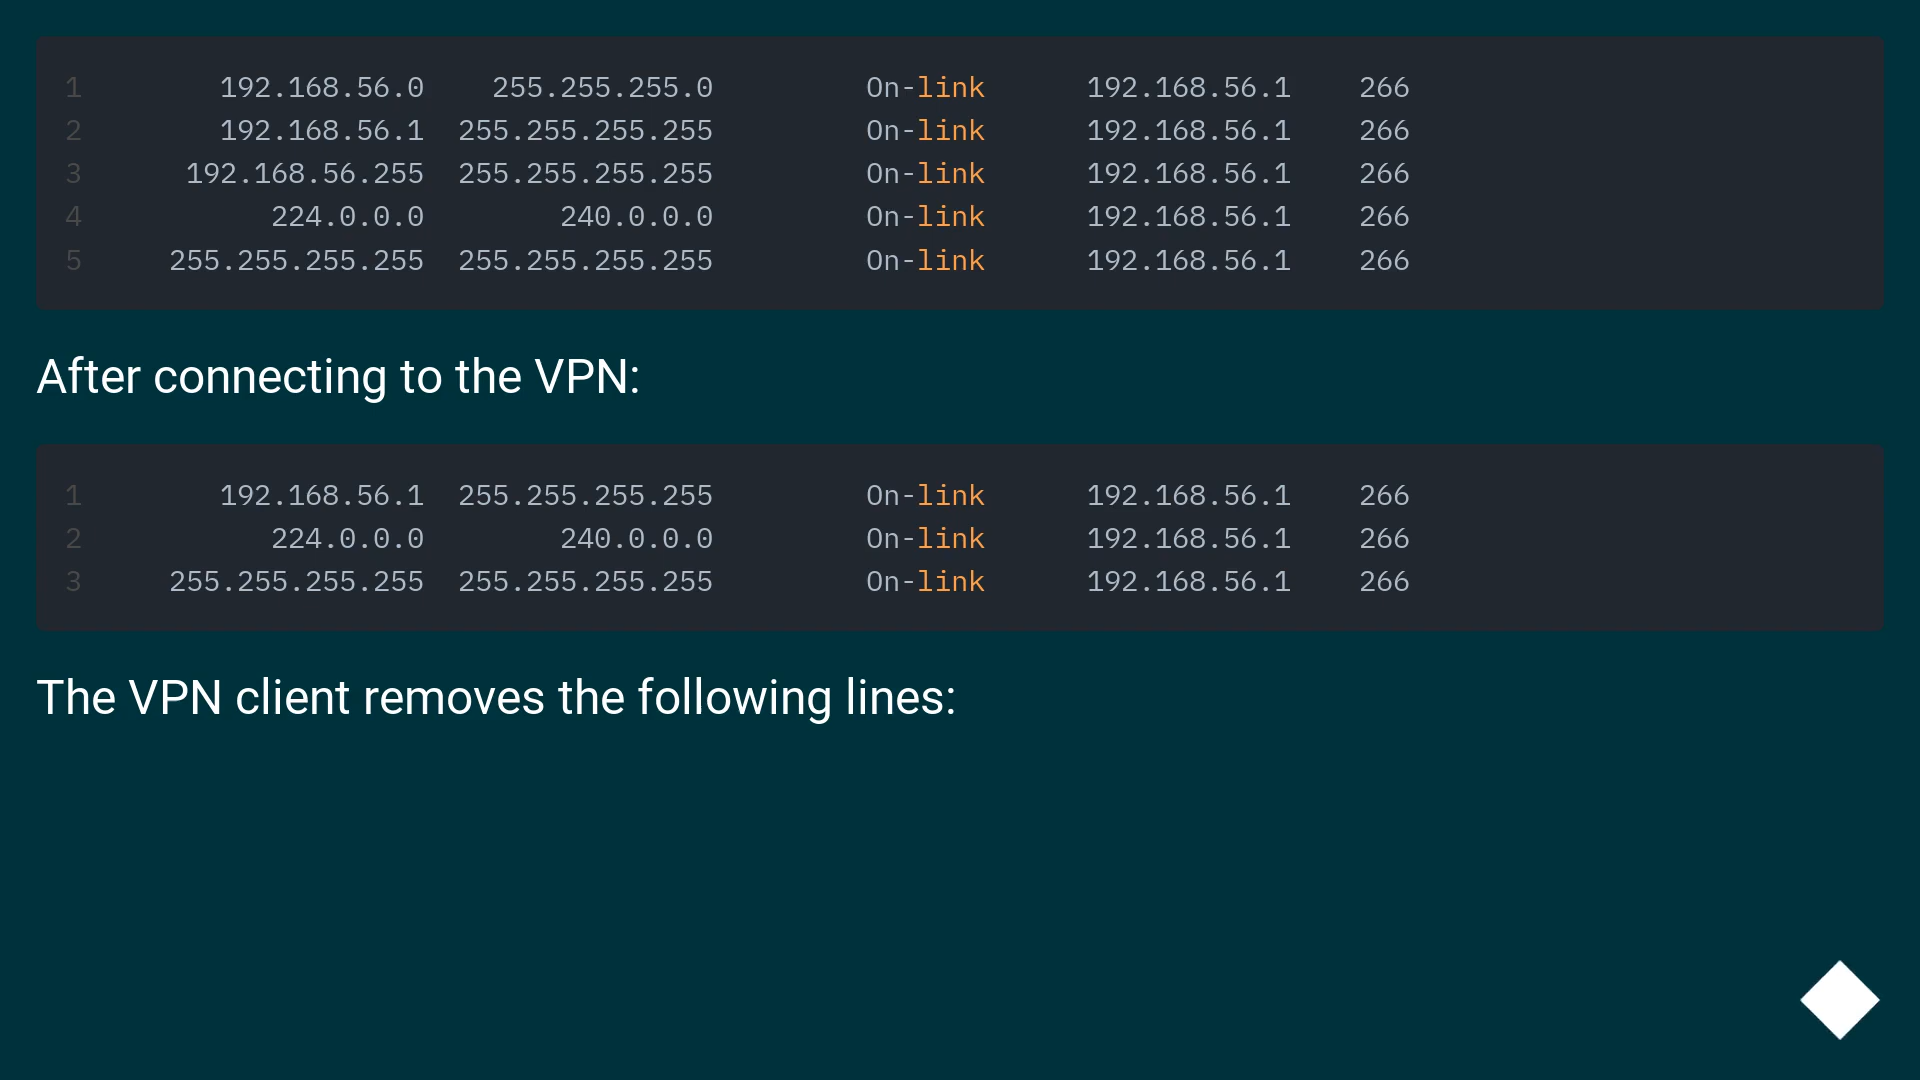 1 192.168.56.0 255.255.255.0 On-link 192.168.56.1 266
2 192.168.56.1 255.255.255.255 On-link 192.168.56.1 266
3 192.168.56.255 255.255.255.255 On-link 192.168.56.1 266
4 224.0.0.0 240.0.0.0 On-link 192.168.56.1 266
5 255.255.255.255 255.255.255.255 On-link 192.168.56.1 266
After connecting to the VPN:
1 192.168.56.1 255.255.255.255 On-link 192.168.56.1 266
2 224.0.0.0 240.0.0.0 On-link 192.168.56.1 266
3 255.255.255.255 255.255.255.255 On-link 192.168.56.1 266
The VPN client removes the following lines: